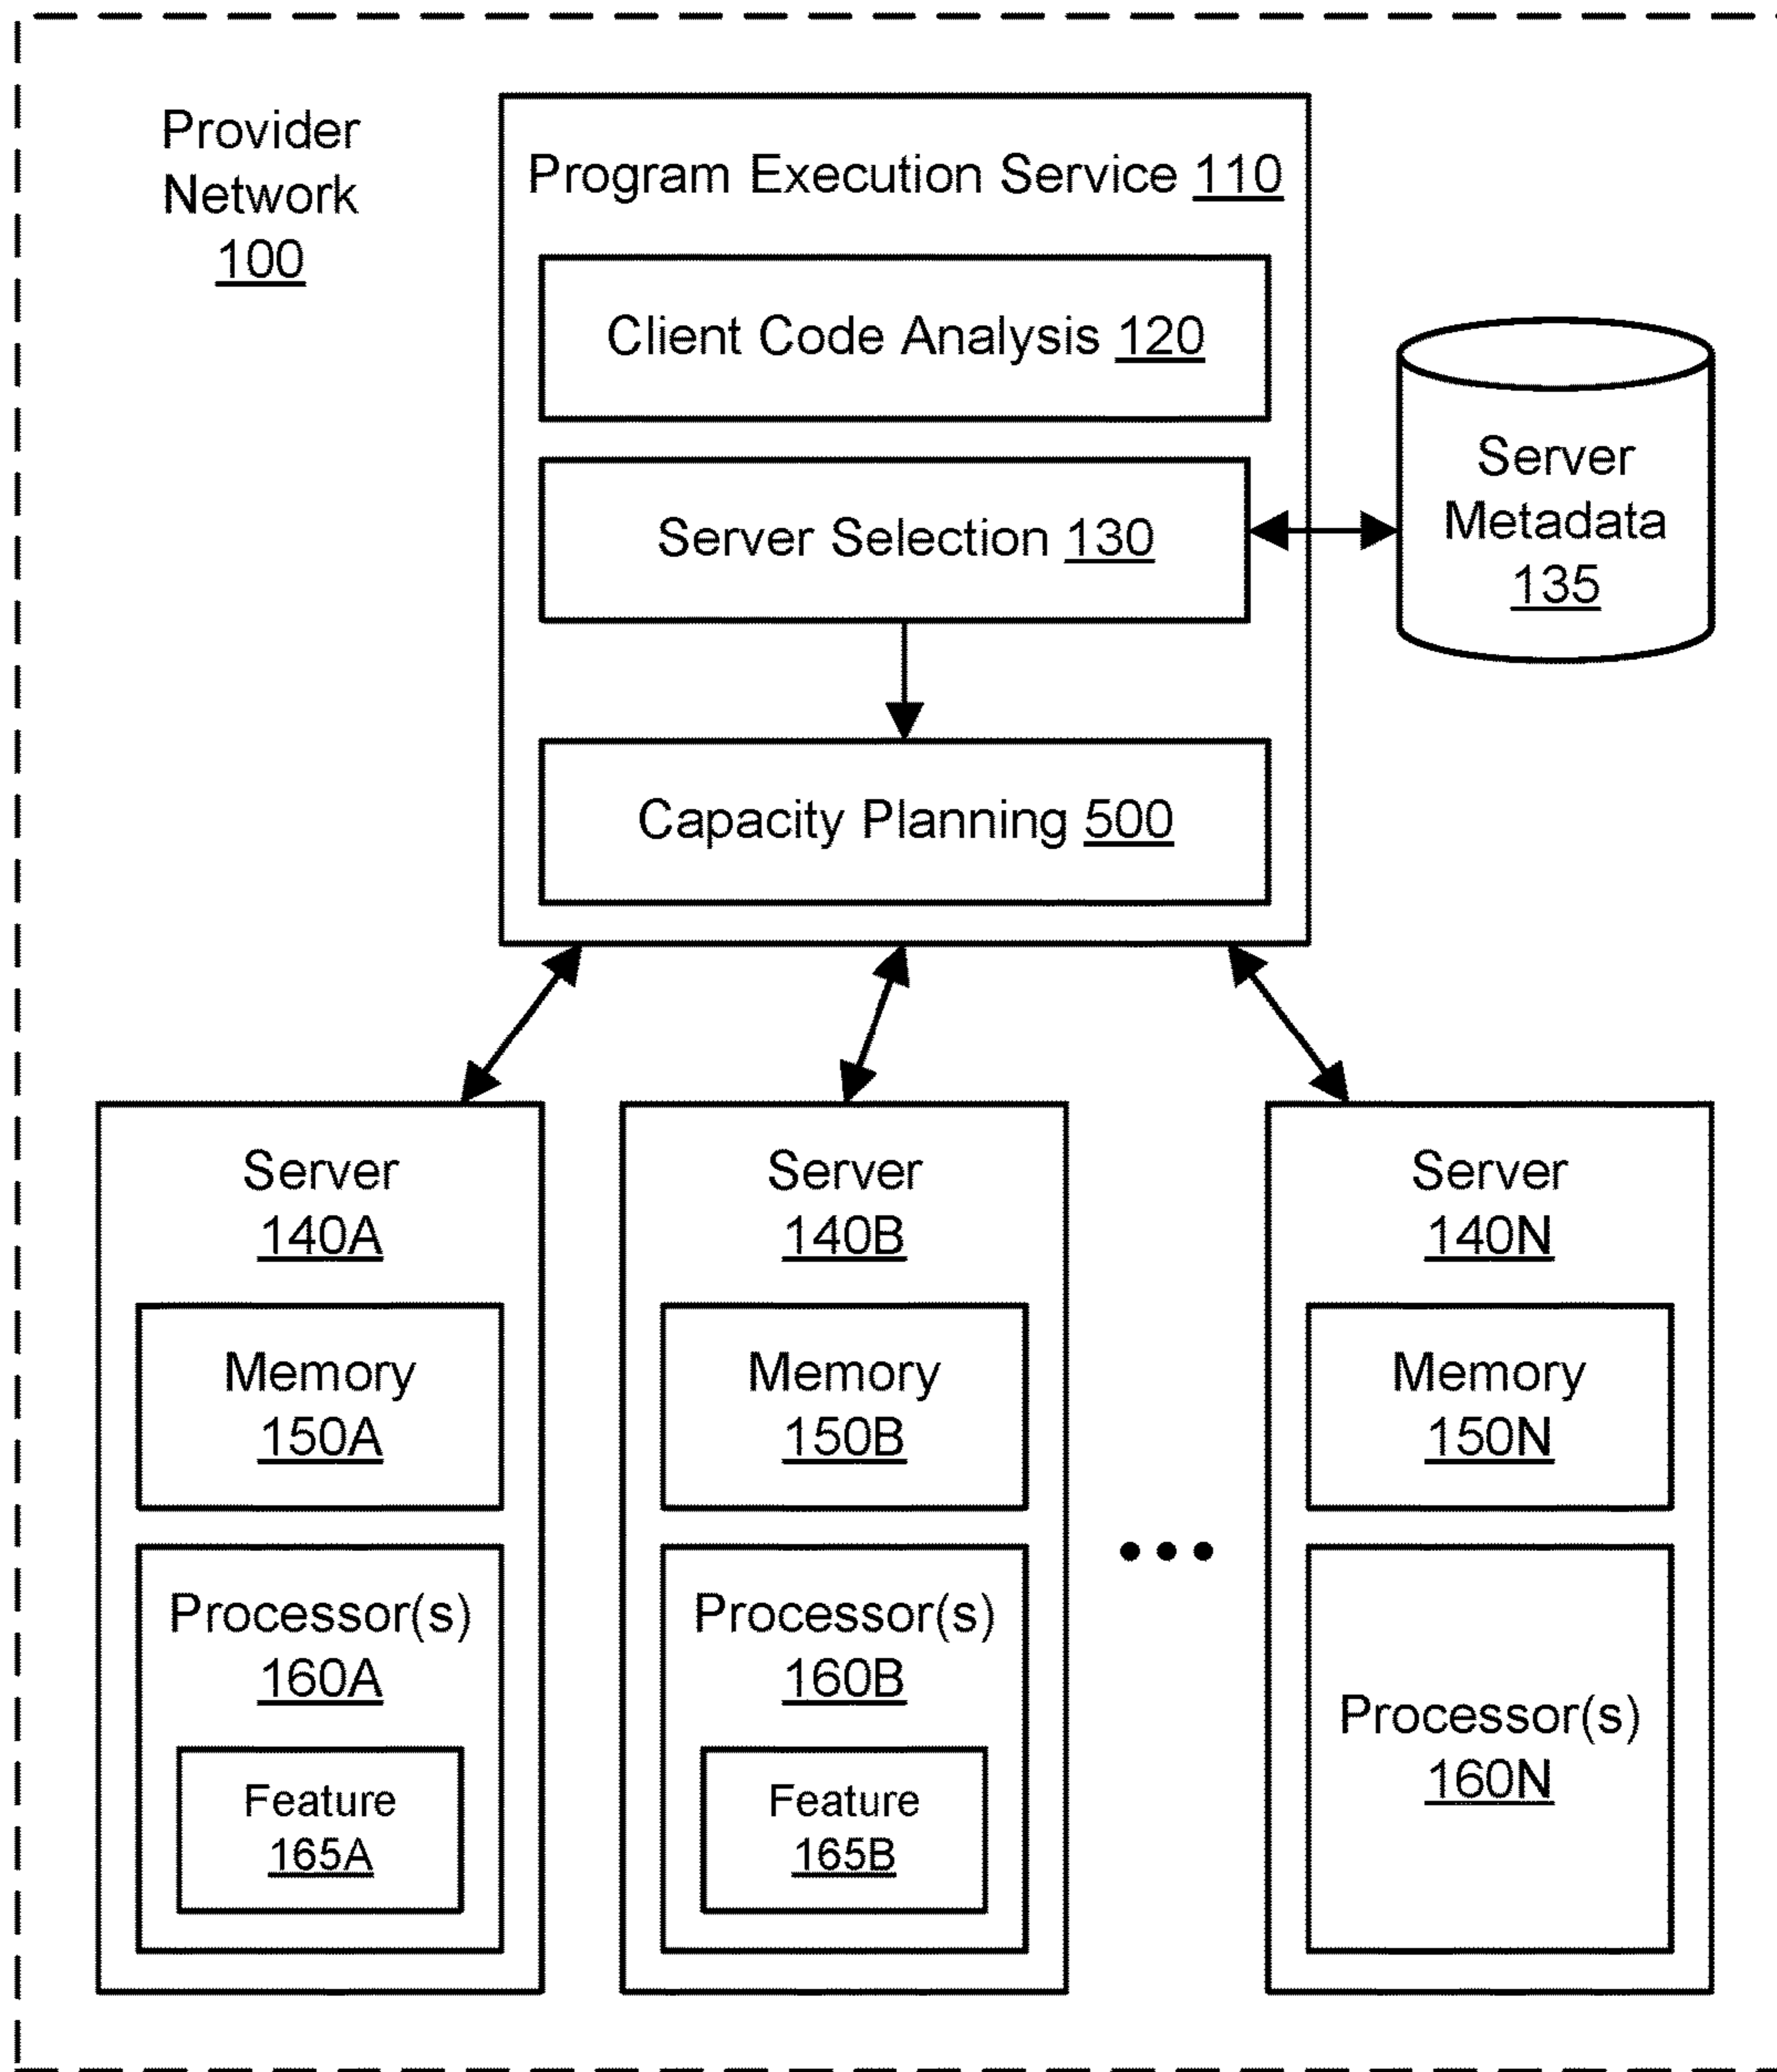 Provider
Network
100
Program Execution Service 110
Client Code Analysis 120
Server Selection 130
Server
Metadata
135
Capacity Planning 500
Server
140A
Memory
150A
Processor(s)
160A
Feature
165A
Server
140B
Memory
150B
Processor(s)
160B
Feature
165B
Server
140N
Memory
150N
Processor(s)
160N